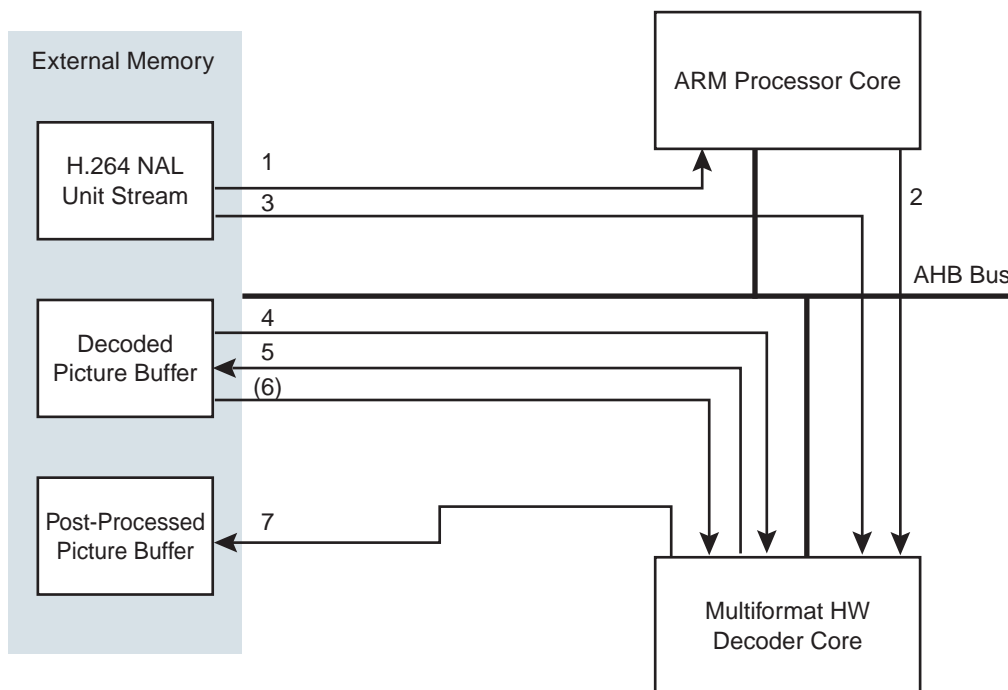 External Memory
ARM Processor Core
H.264 NAL
Unit Stream
1
3
2
AHB Bus
Decoded
Picture Buffer
4
5
(6)
Post-Processed
Picture Buffer
7
Multiformat HW
Decoder Core